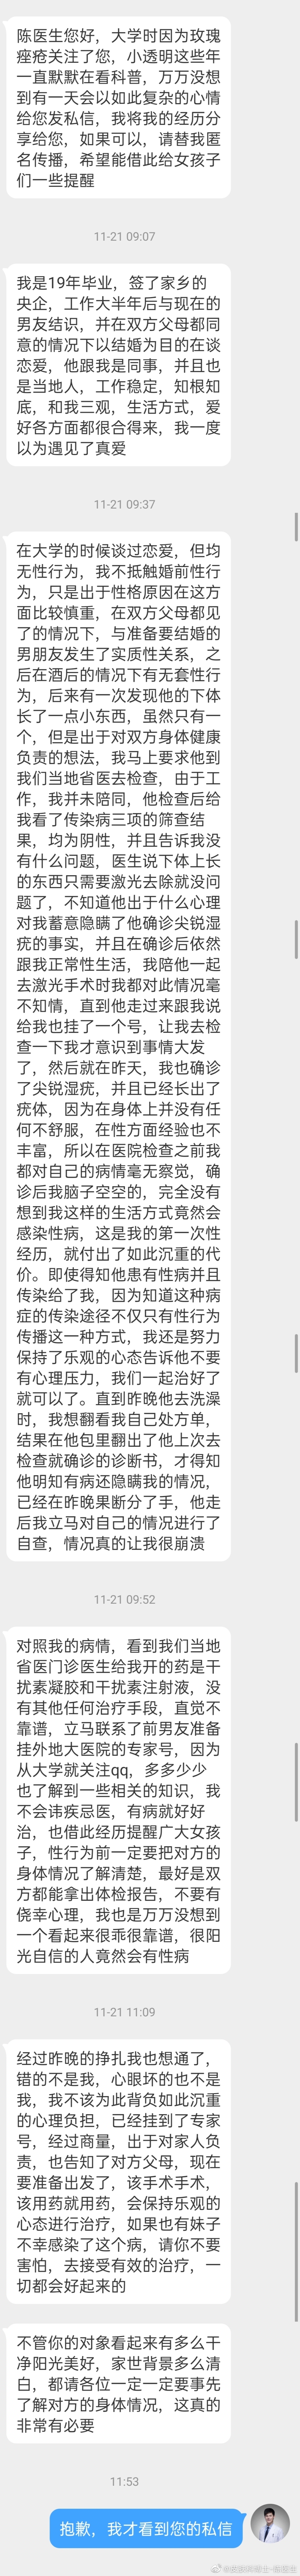 陈医生您好，大学时因为玫瑰
痤疮关注了您，小透明这些年
一直默默在看科普，万万没想
到有一天会以如此复杂的心情
给您发私信，我将我的经历分
享给您，如果可以，请替我匿
名传播，希望能借此给女孩子
们一些提醒
11-21 09:07
我是19年毕业，签了家乡的
央企，工作大半年后与现在的
男友结识，并在双方父母都同
意的情况下以结婚为目的在谈
恋爱，他跟我是同事，并且也
是当地人，工作稳定，知根知
底，和我三观，生活方式，爱
好各方面都很合得来，我一度
以为遇见了真爱
11-21 09:37
在大学的时候谈过恋爱，但均
无性行为，我不抵触婚前性行
为，只是出于性格原因在这方
面比较慎重，在双方父母都见
了的情况下，与准备要结婚的
男朋友发生了实质性关系，之
后在酒后的情况下有无套性行
为，后来有一次发现他的下体
长了一点小东西，虽然只有一
个，但是出于对双方身体健康
负责的想法，我马上要求他到
我们当地省医去检查，由于工
作，我并未陪同，他检查后给
我看了传染病三项的筛查结
果，均为阴性，并且告诉我没
有什么问题，医生说下体上长
的东西只需要激光去除就没问
题了，不知道他出于什么心理
对我蓄意隐瞒了他确诊尖锐湿
疣的事实，并且在确诊后依然
跟我正常性生活，我陪他一起
去激光手术时我都对此情况毫
不知情，直到他走过来跟我说
给我也挂了一个号，让我去检
查一下我才意识到事情大发
了，然后就在昨天，我也确诊
了尖锐湿疣，并且已经长出了
疣体，因为在身体上并没有任
何不舒服，在性方面经验也不
丰富，所以在医院检查之前我
都对自己的病情毫无察觉，确
诊后我脑子空空的，完全没有
想到我这样的生活方式竟然会
感染性病，这是我的第一次性
经历，就付出了如此沉重的代
价。即使得知他患有性病并且
传染给了我，因为知道这种病
症的传染途径不仅只有性行为
传播这一种方式，我还是努力
保持了乐观的心态告诉他不要
有心理压力，我们一起治好了
就可以了。直到昨晚他去洗澡
时，我想翻看我自己处方单，
结果在他包里翻出了他上次去
检查就确诊的诊断书，才得知
他明知有病还隐瞒我的情况，
已经在昨晚果断分了手，他走
后我立马对自己的情况进行了
自查，情况真的让我很崩溃
11-21 09:52
对照我的病情，看到我们当地
省医门诊医生给我开的药是干
扰素凝胶和干扰素注射液，没
有其他任何治疗手段，直觉不
靠谱，立马联系了前男友准备
挂外地大医院的专家号，因为
从大学就关注qq，多多少少
也了解到一些相关的知识，我
不会讳疾忌医，有病就好好
治，也借此经历提醒广大女孩
子，性行为前一定要把对方的
身体情况了解清楚，最好是双
方都能拿出体检报告，不要有
侥幸心理，我也是万万没想到
一个看起来很乖很靠谱，很阳
光自信的人竟然会有性病
11-21 11:09
经过昨晚的挣扎我也想通了，
错的不是我，心眼坏的也不是
我，我不该为此背负如此沉重
的心理负担，已经挂到了专家
号，经过商量，出于对家人负
责，也告知了对方父母，现在
要准备出发了，该手术手术，
该用药就用药，会保持乐观的
心态进行治疗，如果也有妹子
不幸感染了这个病，请你不要
害怕，去接受有效的治疗，一
切都会好起来的
不管你的对象看起来有多么干
净阳光美好，家世背景多么清
白，都请各位一定一定要事先
了解对方的身体情况，这真的
非常有必要
11:53
抱歉，我才看到您的私信